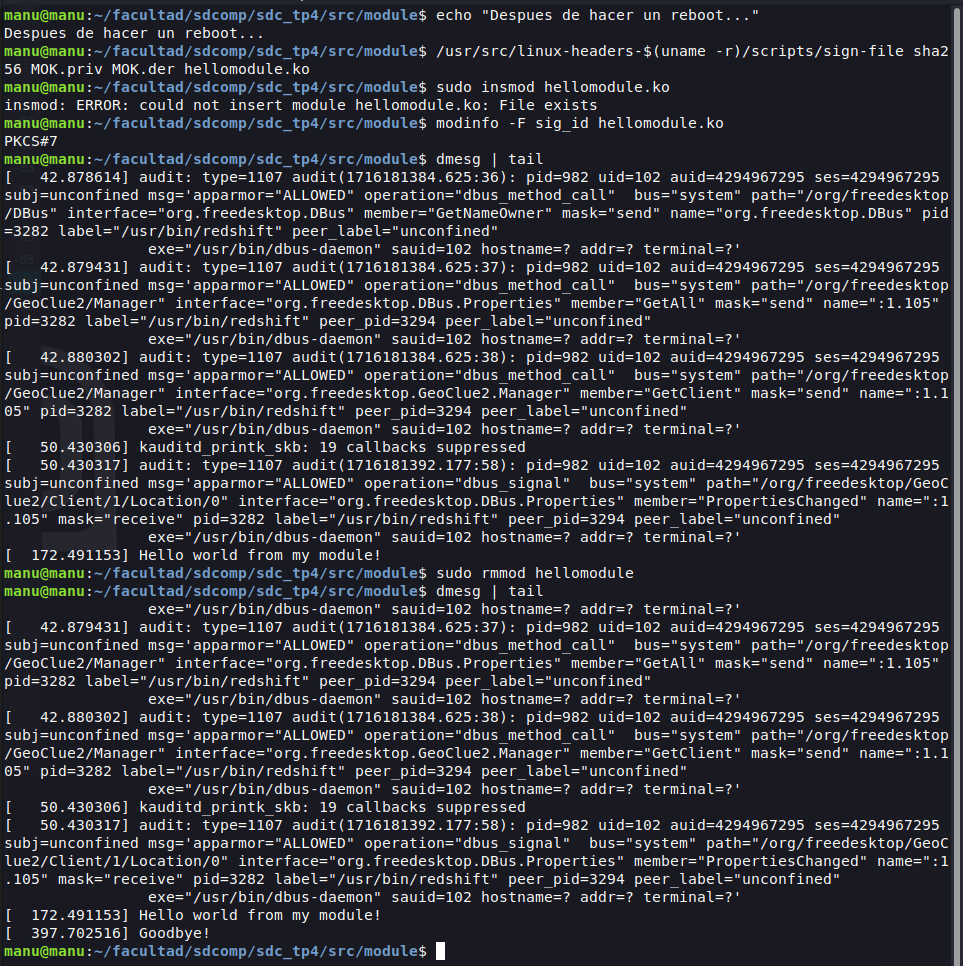 manu@manu:~/facultad/sdcomp/sdc_tp4/src/module$ echo "Despues de hacer un reboot..."
Despues de hacer un reboot...
manu@manu:~/facultad/sdcomp/sdc_tp4/src/module$ /usr/src/linux-headers-$(uname -r)/scripts/sign-file sha2
56 MOK.priv MOK.der hellomodule.ko
manu@manu:~/facultad/sdcomp/sdc_tp4/src/module$ sudo insmod hellomodule.ko
insmod: ERROR: could not insert module hellomodule.ko: File exists
manu@manu:~/facultad/sdcomp/sdc_tp4/src/module$ modinfo -F sig_id hellomodule.ko
PKCS#7
manu@manu:~/facultad/sdcomp/sdc_tp4/src/module$ dmesg | tail
[   42.878614] audit: type=1107 audit(1716181384.625:36): pid=982 uid=102 auid=4294967295 ses=4294967295
subj=unconfined msg='apparmor="ALLOWED" operation="dbus_method_call"  bus="system" path="/org/freedesktop
/DBus" interface="org.freedesktop.DBus" member="GetNameOwner" mask="send" name="org.freedesktop.DBus" pid
=3282 label="/usr/bin/redshift" peer_label="unconfined"
                exe="/usr/bin/dbus-daemon" sauid=102 hostname=? addr=? terminal=?'
[   42.879431] audit: type=1107 audit(1716181384.625:37): pid=982 uid=102 auid=4294967295 ses=4294967295
subj=unconfined msg='apparmor="ALLOWED" operation="dbus_method_call"  bus="system" path="/org/freedesktop
/GeoClue2/Manager" interface="org.freedesktop.DBus.Properties" member="GetAll" mask="send" name=":1.105"
pid=3282 label="/usr/bin/redshift" peer_pid=3294 peer_label="unconfined"
                exe="/usr/bin/dbus-daemon" sauid=102 hostname=? addr=? terminal=?'
[   42.880302] audit: type=1107 audit(1716181384.625:38): pid=982 uid=102 auid=4294967295 ses=4294967295
subj=unconfined msg='apparmor="ALLOWED" operation="dbus_method_call"  bus="system" path="/org/freedesktop
/GeoClue2/Manager" interface="org.freedesktop.GeoClue2.Manager" member="GetClient" mask="send" name=":1.1
05" pid=3282 label="/usr/bin/redshift" peer_pid=3294 peer_label="unconfined"
                exe="/usr/bin/dbus-daemon" sauid=102 hostname=? addr=? terminal=?'
[   50.430306] kauditd_printk_skb: 19 callbacks suppressed
[   50.430317] audit: type=1107 audit(1716181392.177:58): pid=982 uid=102 auid=4294967295 ses=4294967295
subj=unconfined msg='apparmor="ALLOWED" operation="dbus_signal"  bus="system" path="/org/freedesktop/GeoC
lue2/Client/1/Location/0" interface="org.freedesktop.DBus.Properties" member="PropertiesChanged" name=":1
.105" mask="receive" pid=3282 label="/usr/bin/redshift" peer_pid=3294 peer_label="unconfined"
                exe="/usr/bin/dbus-daemon" sauid=102 hostname=? addr=? terminal=?'
[  172.491153] Hello world from my module!
manu@manu:~/facultad/sdcomp/sdc_tp4/src/module$ sudo rmmod hellomodule
manu@manu:~/facultad/sdcomp/sdc_tp4/src/module$ dmesg | tail
                exe="/usr/bin/dbus-daemon" sauid=102 hostname=? addr=? terminal=?'
[   42.879431] audit: type=1107 audit(1716181384.625:37): pid=982 uid=102 auid=4294967295 ses=4294967295
subj=unconfined msg='apparmor="ALLOWED" operation="dbus_method_call"  bus="system" path="/org/freedesktop
/GeoClue2/Manager" interface="org.freedesktop.DBus.Properties" member="GetAll" mask="send" name=":1.105"
pid=3282 label="/usr/bin/redshift" peer_pid=3294 peer_label="unconfined"
                exe="/usr/bin/dbus-daemon" sauid=102 hostname=? addr=? terminal=?'
[   42.880302] audit: type=1107 audit(1716181384.625:38): pid=982 uid=102 auid=4294967295 ses=4294967295
subj=unconfined msg='apparmor="ALLOWED" operation="dbus_method_call"  bus="system" path="/org/freedesktop
/GeoClue2/Manager" interface="org.freedesktop.GeoClue2.Manager" member="GetClient" mask="send" name=":1.1
05" pid=3282 label="/usr/bin/redshift" peer_pid=3294 peer_label="unconfined"
                exe="/usr/bin/dbus-daemon" sauid=102 hostname=? addr=? terminal=?'
[   50.430306] kauditd_printk_skb: 19 callbacks suppressed
[   50.430317] audit: type=1107 audit(1716181392.177:58): pid=982 uid=102 auid=4294967295 ses=4294967295
subj=unconfined msg='apparmor="ALLOWED" operation="dbus_signal"  bus="system" path="/org/freedesktop/GeoC
lue2/Client/1/Location/0" interface="org.freedesktop.DBus.Properties" member="PropertiesChanged" name=":1
.105" mask="receive" pid=3282 label="/usr/bin/redshift" peer_pid=3294 peer_label="unconfined"
                exe="/usr/bin/dbus-daemon" sauid=102 hostname=? addr=? terminal=?'
[  172.491153] Hello world from my module!
[  397.702516] Goodbye!
manu@manu:~/facultad/sdcomp/sdc_tp4/src/module$